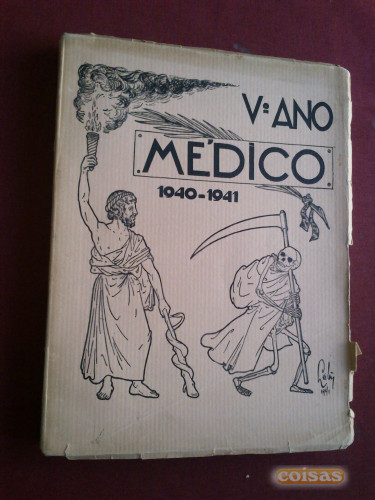 Vº ANO
MÉDICO
1940-1941
coisas